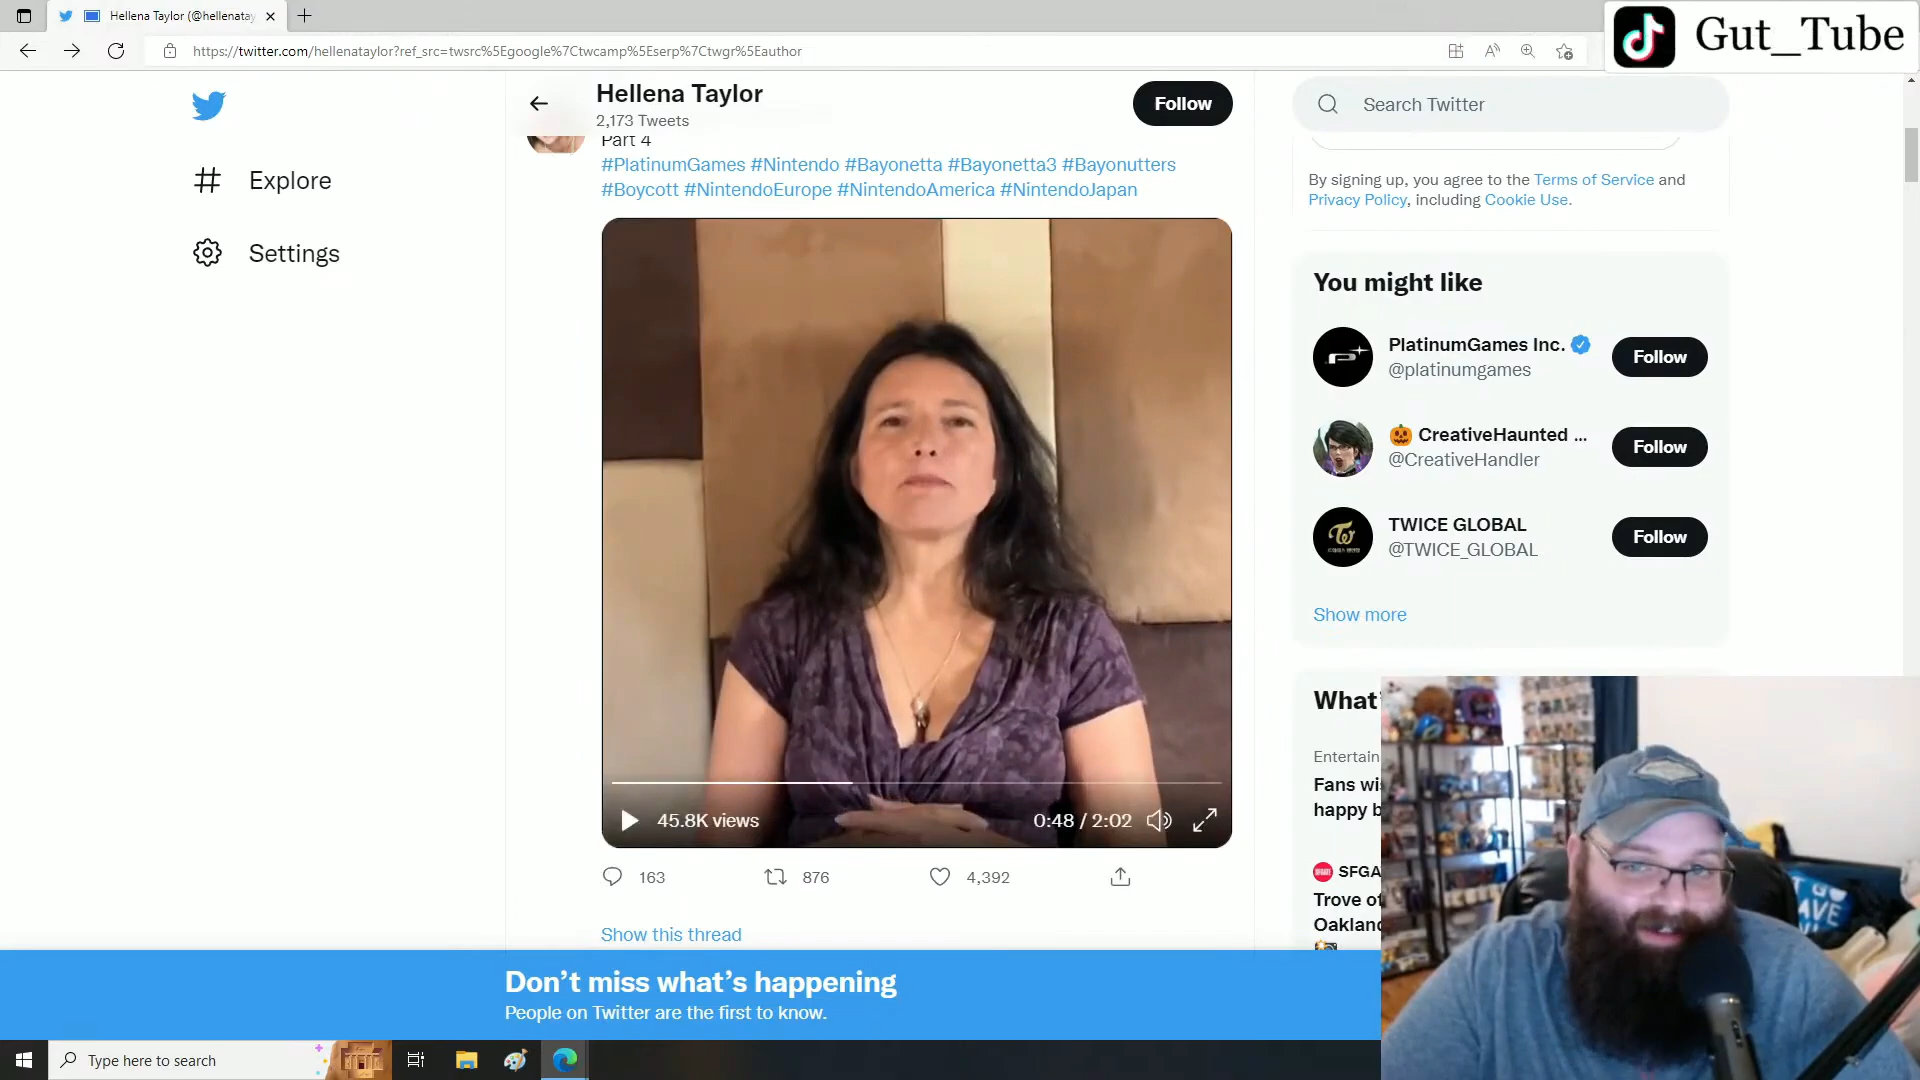 Hellena Taylor (@hellenatay
https://twitter.com/hellenataylor?ref_src=twsrc%5Egoogle%7Ctwcamp%5Eserp%7Ctwgr%5Eauthor
Gut_Tube
Hellena Taylor
2,173 Tweets
Follow
Search Twitter
Explore
Settings
Part 4
#PlatinumGames #Nintendo #Bayonetta #Bayonetta3 #Bayonutters
#Boycott #NintendoEurope #NintendoAmerica #NintendoJapan
45.8K views
0:48 / 2:02
163
876
4,392
Show this thread
By signing up, you agree to the Terms of Service and
Privacy Policy, including Cookie Use.
You might like
PlatinumGames Inc.
@platinumgames
Follow
CreativeHaunted ...
@CreativeHandler
Follow
TWICE GLOBAL
@TWICE_GLOBAL
Follow
Show more
What'
Entertain
Fans wi
happy b
SFGA
Trove of
Oakland
Don't miss what's happening
People on Twitter are the first to know.
Type here to search